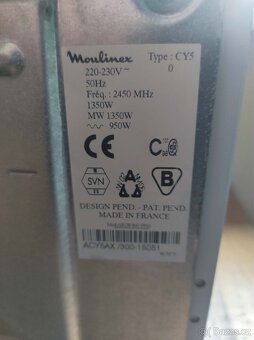 Moulinex Type : CY5
0
220-230V~
50Hz
Fréq. : 2450 MHz
1350W
MW 1350W
950W
CE
SVN
B
DESIGN PEND. - PAT. PEND.
MADE IN FRANCE